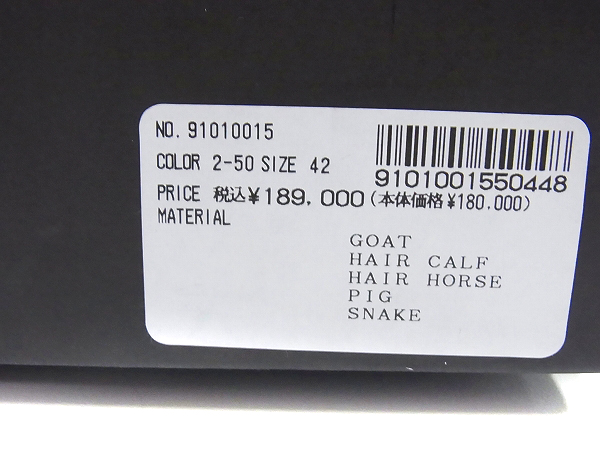 NO. 91010015
COLOR 2-50 SIZE 42
9101001550448
PRICE 税込¥189,000(本体価格¥180.000)
MATERIAL
GOAT
HAIR CALF
HAIR HORSE
PIG
SNAKE